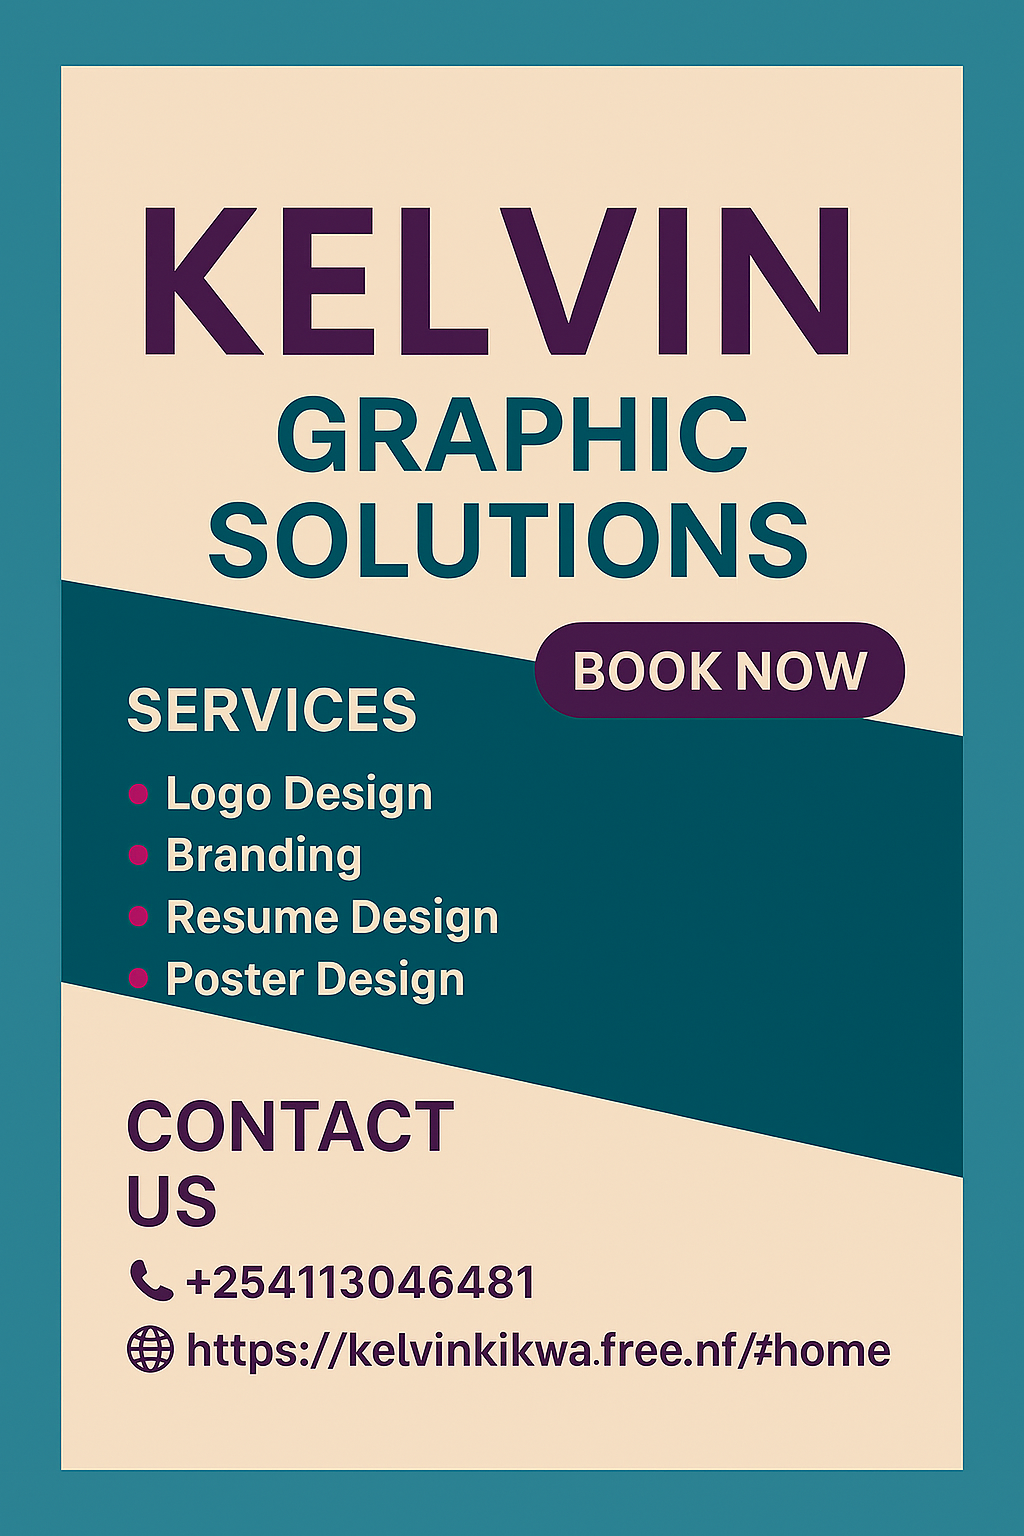 KELVIN
GRAPHIC
SOLUTIONS
BOOK NOW
SERVICES
• Logo Design
• Branding
• Resume Design
• Poster Design
CONTACT
US
+254113046481
https://kelvinkikwa.free.nf/#home